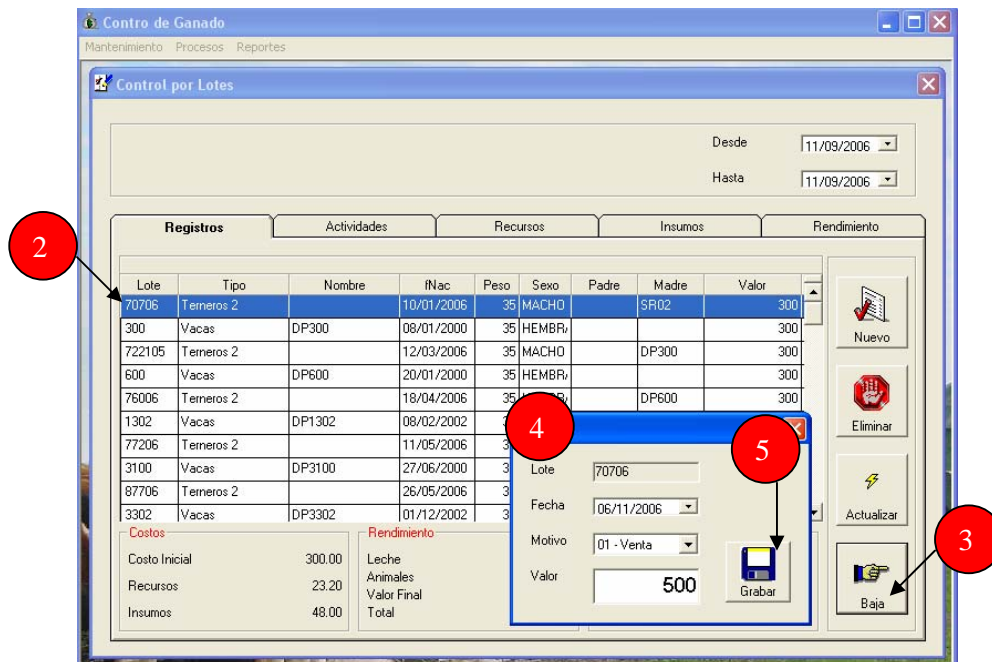 Contro de Ganado
Mantenimiento Procesos Reportes
Control por Lotes
Desde 11/09/2006
Hasta 11/09/2006
Registros Actividades Recursos Insumos Rendimiento
2
Lote Tipo Nombre fNac Peso Sexo Padre Madre Valor
70706 Terneros 2 10/01/2006 35 MACHO SR02 300
300 Vacas DP300 08/01/2000 35 HEMBR 300
722105 Terneros 2 12/03/2006 35 MACHO DP300 300
600 Vacas DP600 20/01/2000 35 HEMBR 300
76006 Terneros 2 18/04/2006 35 DP600 300
1302 Vacas DP1302 08/02/2002 3
77206 Terneros 2 11/05/2006 3
3100 Vacas DP3100 27/06/2000 3
87706 Terneros 2 26/05/2006 3
3302 Vacas DP3302 01/12/2002 3
Nuevo
Eliminar
Actualizar
3
Baja
4
5
Lote 70706
Fecha 06/11/2006
Motivo 01 - Venta
Valor 500
Grabar
Costos
Costo Inicial 300.00
Recursos 23.20
Insumos 48.00
Rendimiento
Leche
Animales
Valor Final
Total